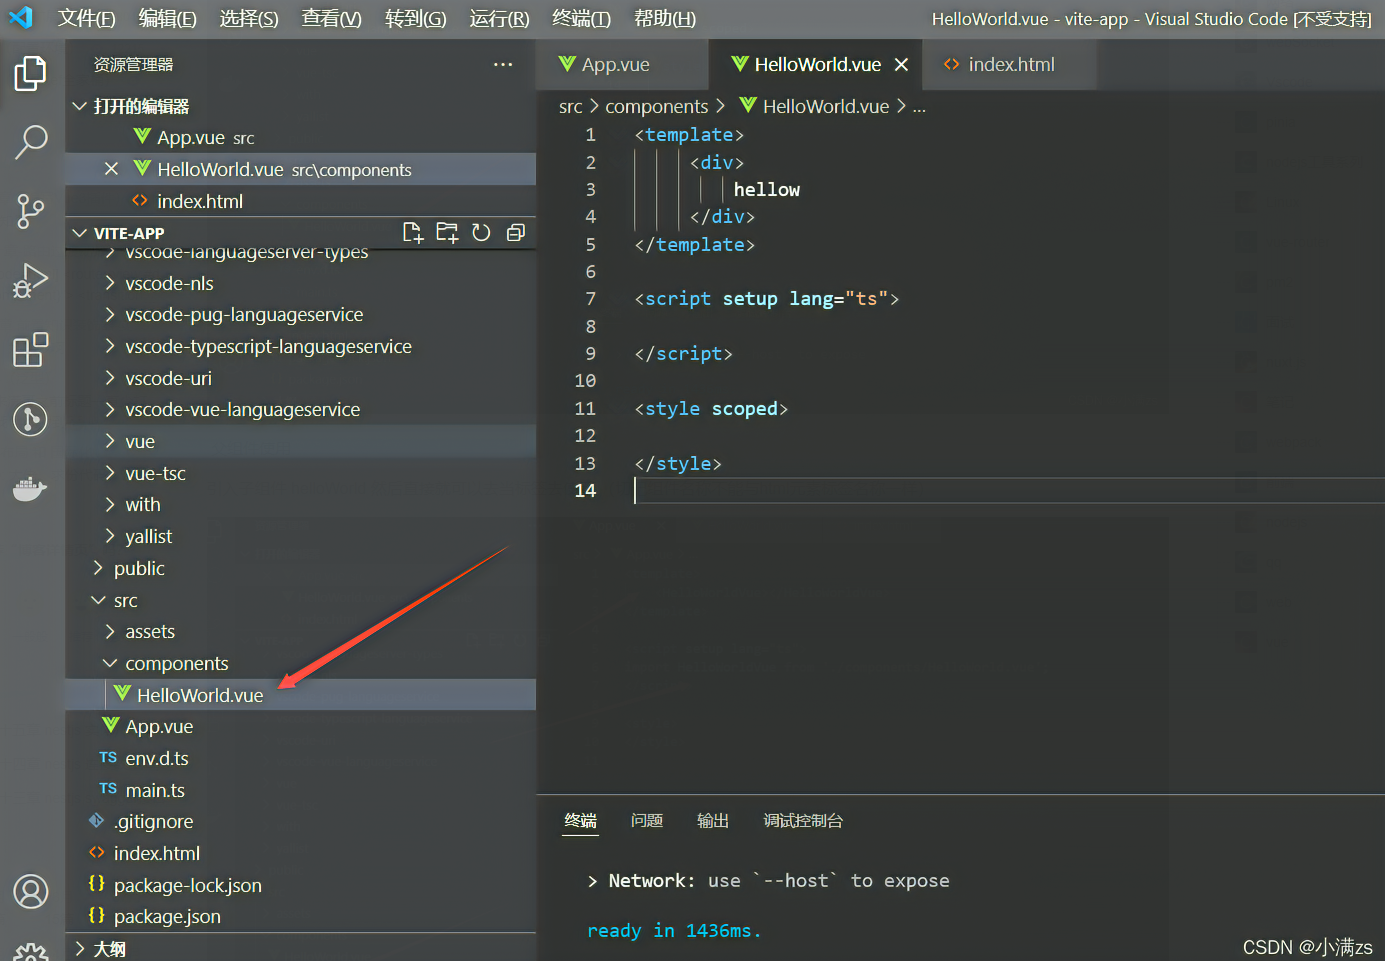 文件(F) 编辑(E) 选择(S) 查看(V) 转到(G) 运行(R) 终端(T) 帮助(H) HelloWorld.vue - vite-app - Visual Studio Code [不受支持]
资源管理器 ···
打开的编辑器
App.vue src
HelloWorld.vue src\components
index.html
VITE-APP
vscode-languageserver-types
vscode-nls
vscode-pug-languageservice
vscode-typescript-languageservice
vscode-uri
vscode-vue-languageservice
vue
vue-tsc
with
yallist
public
src
assets
components
HelloWorld.vue
App.vue
TS env.d.ts
TS main.ts
.gitignore
<> index.html
{} package-lock.json
{} package.json
大纲
App.vue HelloWorld.vue × <> index.html
src > components > HelloWorld.vue > ...
1 <template>
2 <div>
3 hellow
4 </div>
5 </template>
6
7 <script setup lang="ts">
8
9 </script>
10
11 <style scoped>
12
13 </style>
14
终端 问题 输出 调试控制台
> Network: use `--host` to expose
ready in 1436ms.
CSDN @小满zs